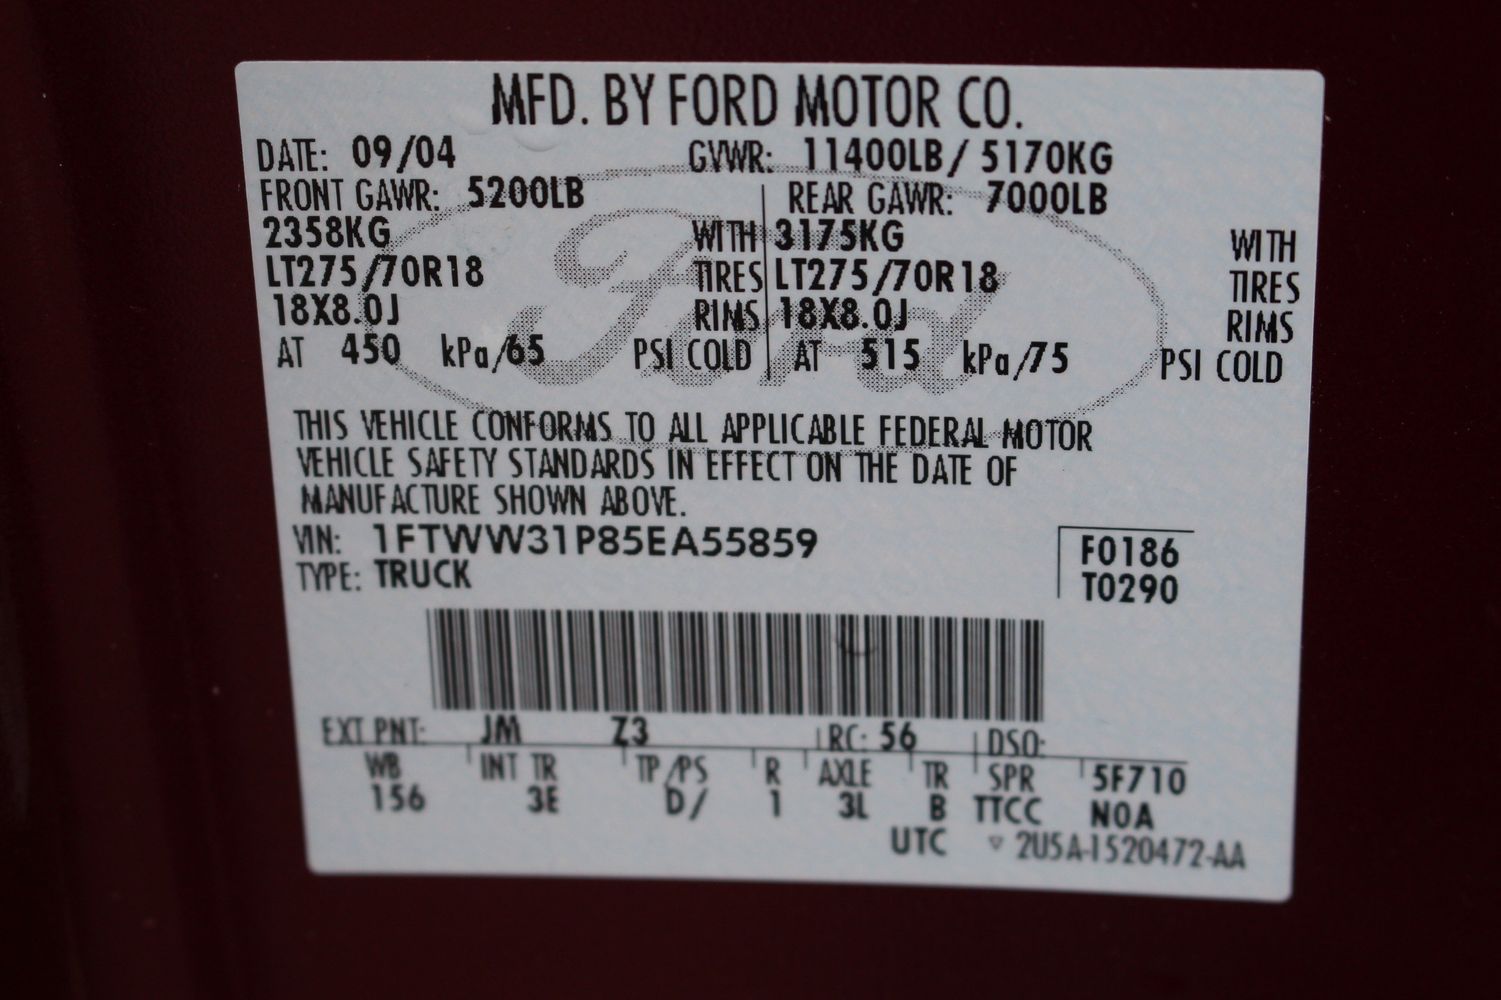 MFD. BY FORD MOTOR CO.
DATE: 09/04 GVWR: 11400LB/ 5170KG
FRONT GAWR: 5200LB REAR GAWR: 7000LB
2358KG WITH 3175KG WITH
LT275/70R18 TIRES LT275/70R18 TIRES
18X8.0J RIMS 18X8.0J RIMS
AT 450 kPa/65 PSI COLD AT 515 kPa/75 PSI COLD
Ford
THIS VEHICLE CONFORMS TO ALL APPLICABLE FEDERAL MOTOR
VEHICLE SAFETY STANDARDS IN EFFECT ON THE DATE OF
MANUFACTURE SHOWN ABOVE.
VIN: 1FTWW31P85EA55859 F0186
TYPE: TRUCK T0290
EXT PNT: JM Z3 RC: 56 DSO:
WB INT TR TP/PS R AXLE TR SPR 5F710
156 3E D/ 1 3L B TTCC N0A
UTC ▽ 2U5A-1520472-AA